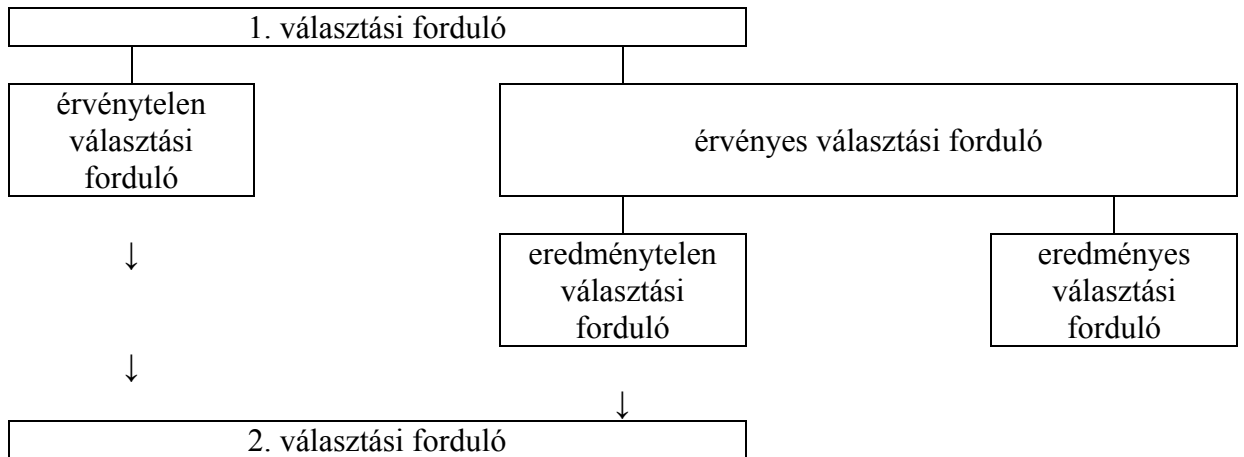 1. választási forduló
érvénytelen
választási
forduló
érvényes választási forduló
↓
eredménytelen
választási
forduló
eredményes
választási
forduló
↓
↓
2. választási forduló